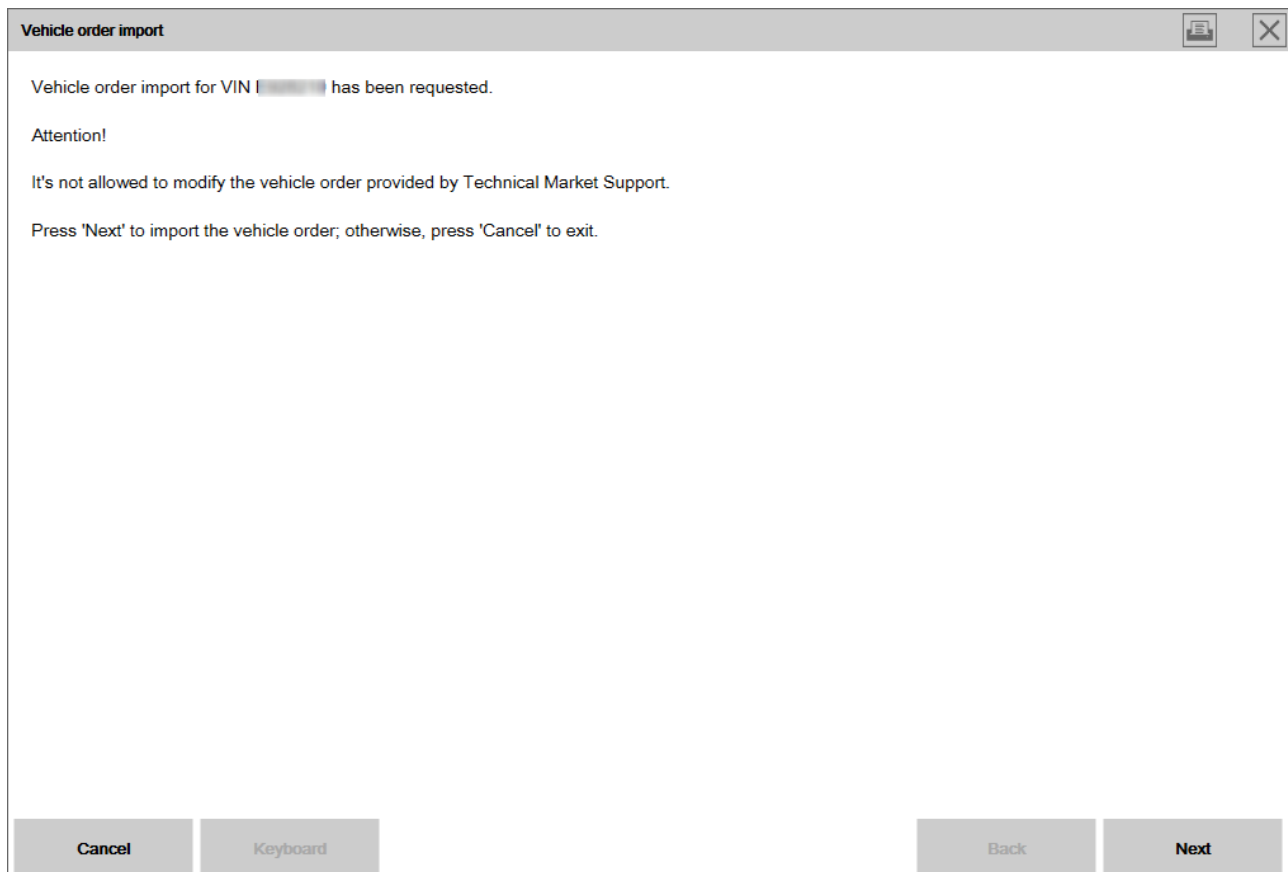 Vehicle order import
Vehicle order import for VIN has been requested.
Attention!
It's not allowed to modify the vehicle order provided by Technical Market Support.
Press 'Next' to import the vehicle order; otherwise, press 'Cancel' to exit.
Cancel Keyboard Back Next